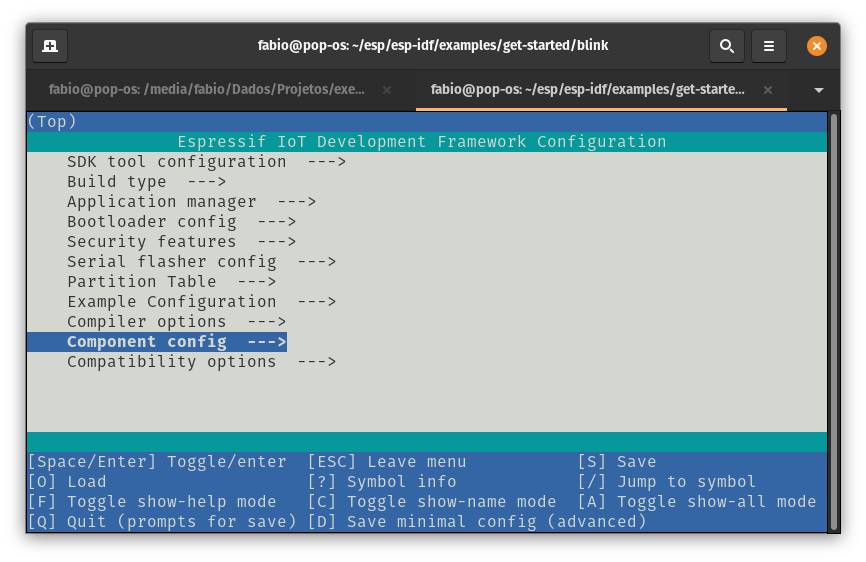 fabio@pop-os: ~/esp/esp-idf/examples/get-started/blink
fabio@pop-os: /media/fabio/Dados/Projetos/exe...
fabio@pop-os: ~/esp/esp-idf/examples/get-starte...
(Top)
Espressif IoT Development Framework Configuration
SDK tool configuration  --->
Build type  --->
Application manager  --->
Bootloader config  --->
Security features  --->
Serial flasher config  --->
Partition Table  --->
Example Configuration  --->
Compiler options  --->
Component config  --->
Compatibility options  --->
[Space/Enter] Toggle/enter  [ESC] Leave menu           [S] Save
[O] Load                    [?] Symbol info            [/] Jump to symbol
[F] Toggle show-help mode   [C] Toggle show-name mode  [A] Toggle show-all mode
[Q] Quit (prompts for save) [D] Save minimal config (advanced)